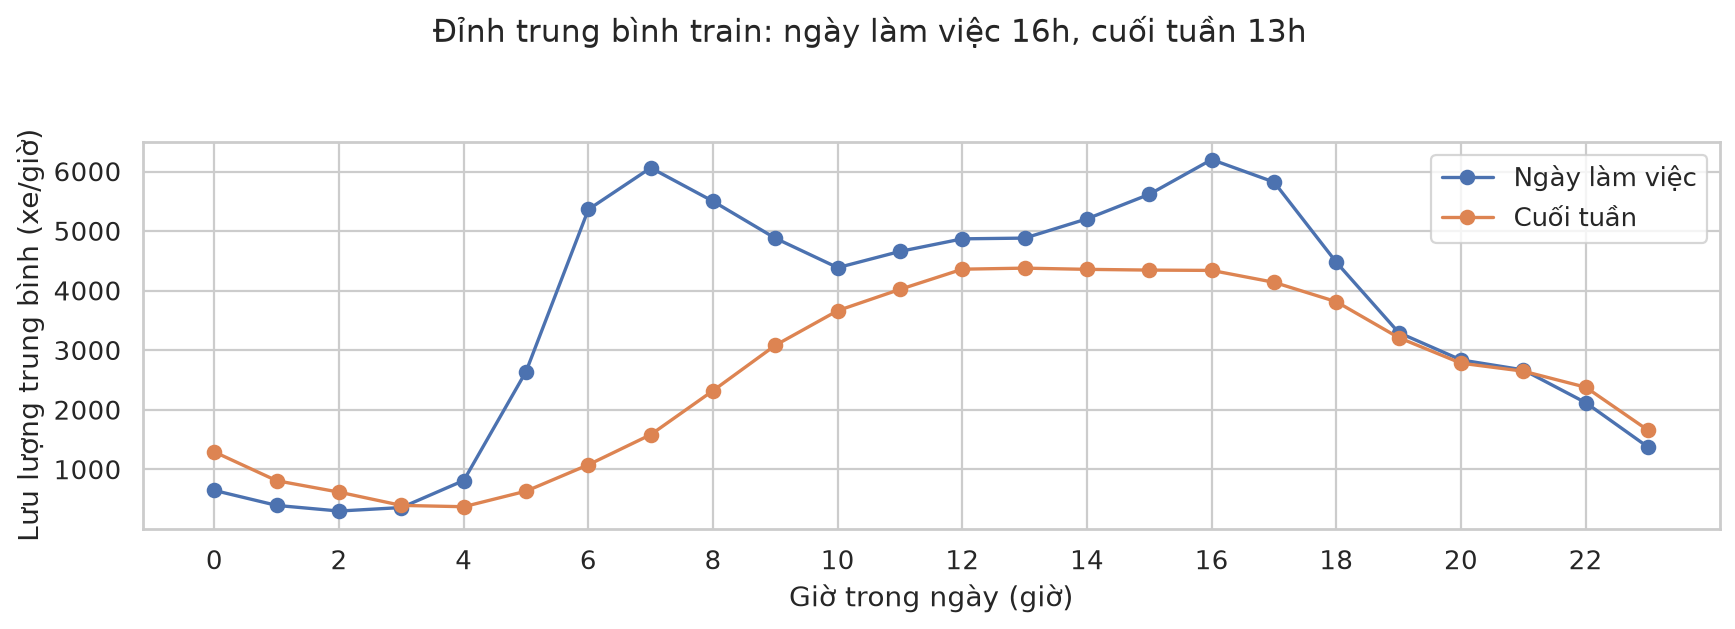 Đỉnh trung bình train: ngày làm việc 16h, cuối tuần 13h
Lưu lượng trung bình (xe/giờ)
6000
5000
4000
3000
2000
1000
Ngày làm việc
Cuối tuần
0 2 4 6 8 10 12 14 16 18 20 22
Giờ trong ngày (giờ)